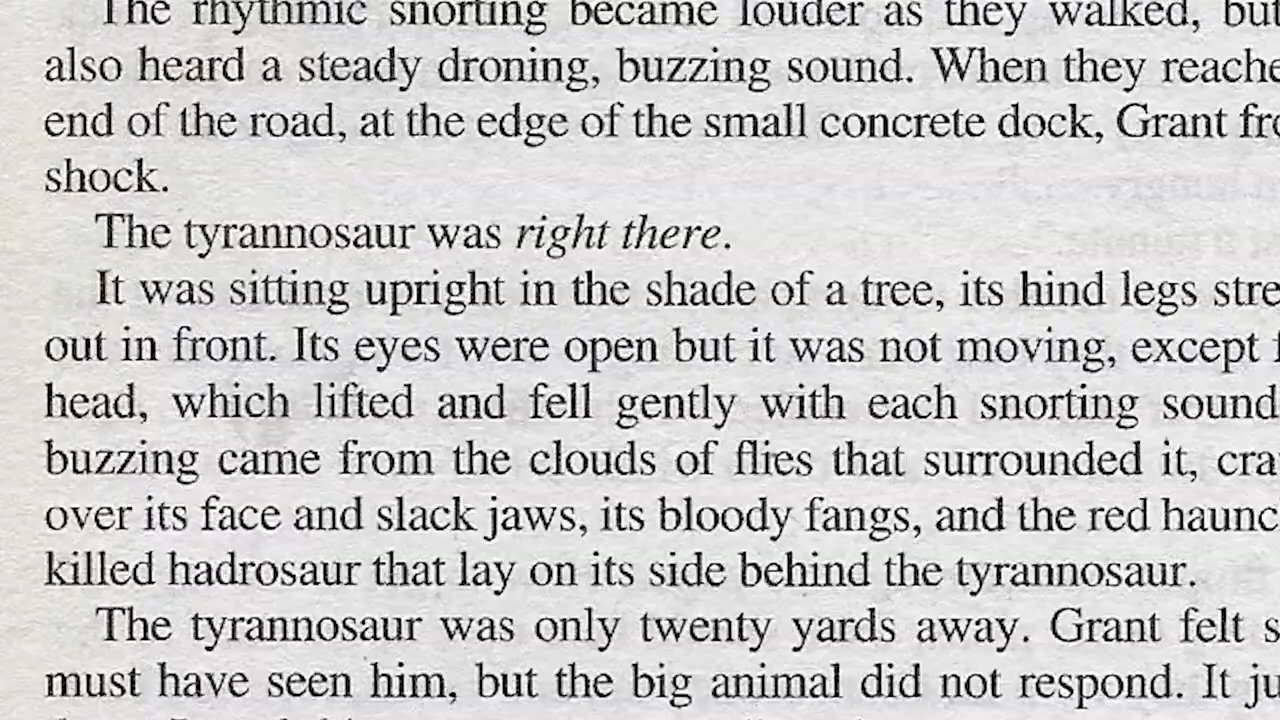 The rhythmic snorting became louder as they walked, but
also heard a steady droning, buzzing sound. When they reache
end of the road, at the edge of the small concrete dock, Grant fro
shock.
The tyrannosaur was right there.
It was sitting upright in the shade of a tree, its hind legs stre
out in front. Its eyes were open but it was not moving, except f
head, which lifted and fell gently with each snorting sound
buzzing came from the clouds of flies that surrounded it, cra
over its face and slack jaws, its bloody fangs, and the red haunc
killed hadrosaur that lay on its side behind the tyrannosaur.
The tyrannosaur was only twenty yards away. Grant felt s
must have seen him, but the big animal did not respond. It ju